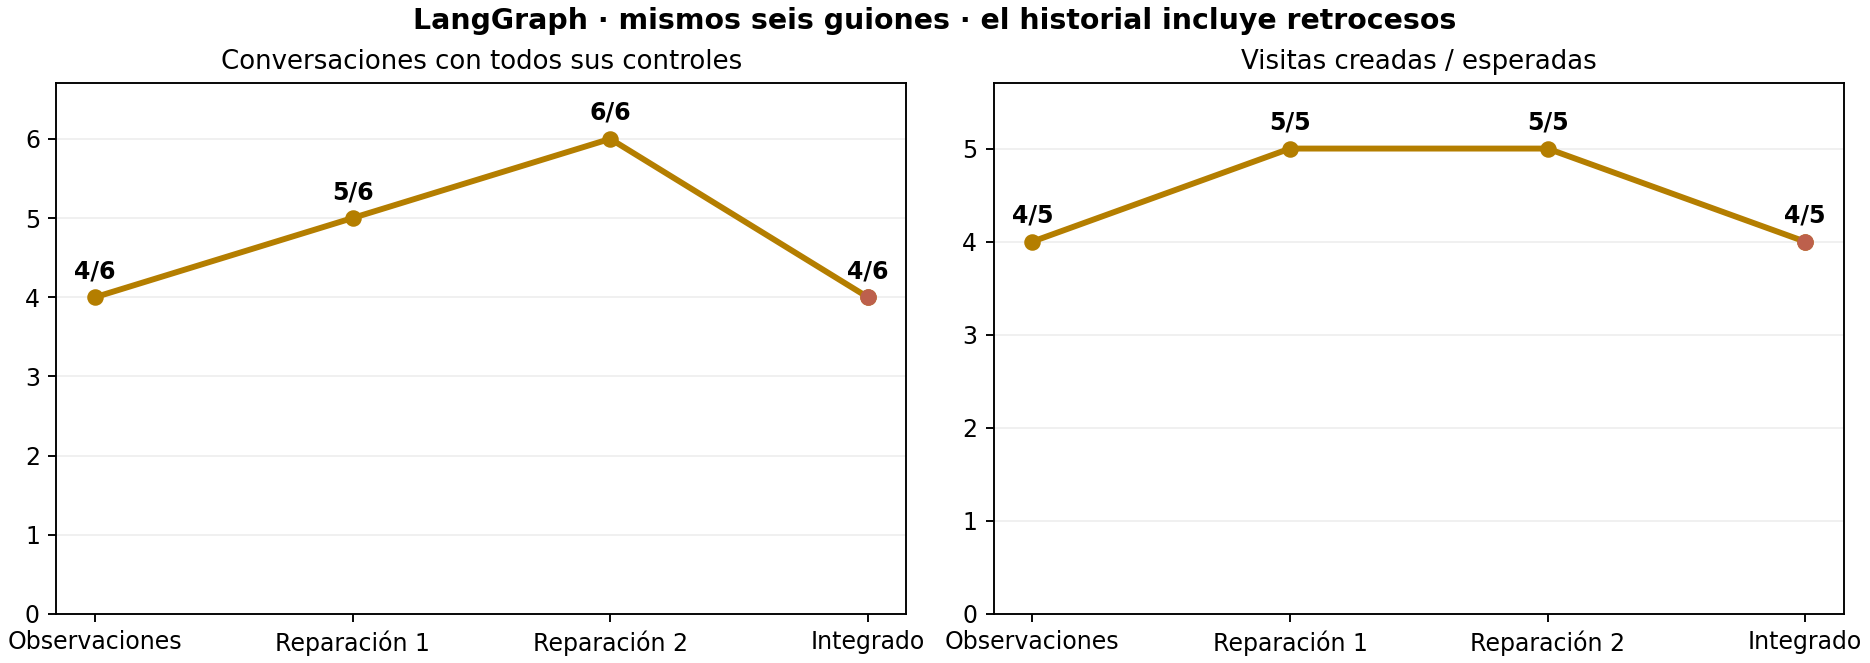 LangGraph · mismos seis guiones · el historial incluye retrocesos
Conversaciones con todos sus controles
6
5
4
3
2
1
0
4/6
5/6
6/6
4/6
Observaciones
Reparación 1
Reparación 2
Integrado
Visitas creadas / esperadas
5
4
3
2
1
0
4/5
5/5
5/5
4/5
Observaciones
Reparación 1
Reparación 2
Integrado